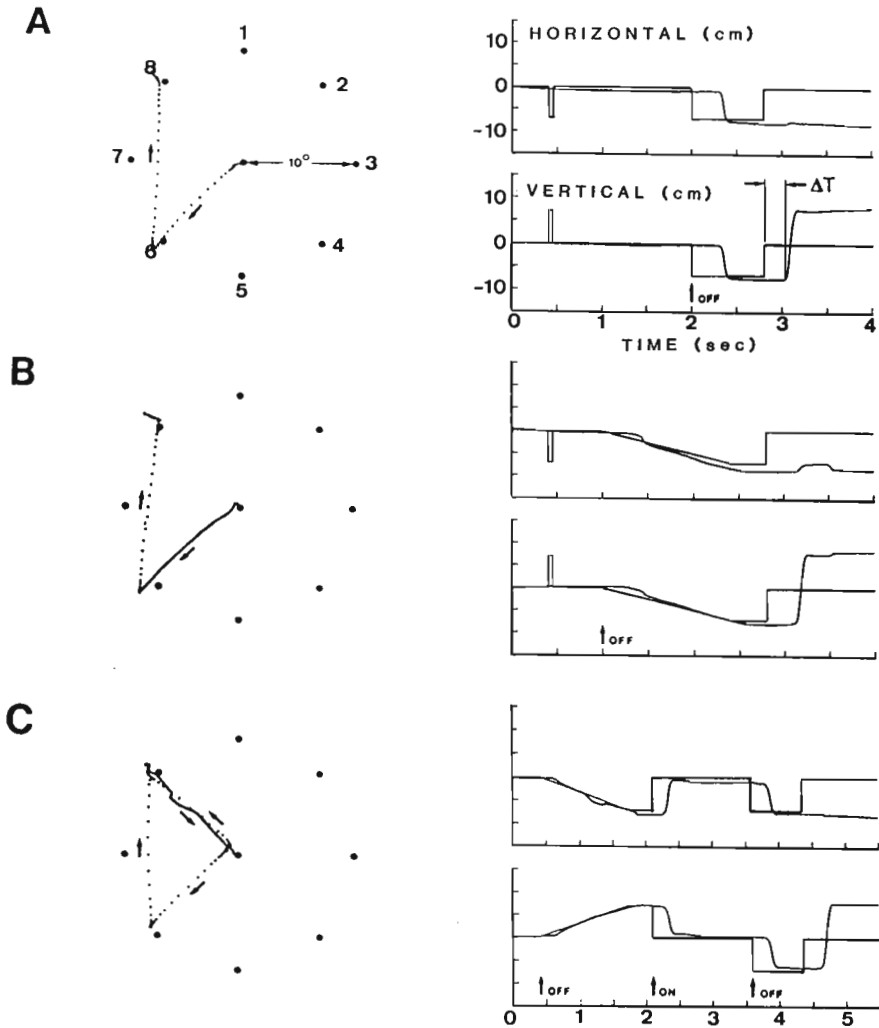 A
1
2
3
4
5
6
7
8
10°
HORIZONTAL (cm)
10
0
-10
VERTICAL (cm)
ΔT
10
0
-10
OFF
0 1 2 3 4
TIME (sec)
B
OFF
C
OFF ON OFF
0 1 2 3 4 5